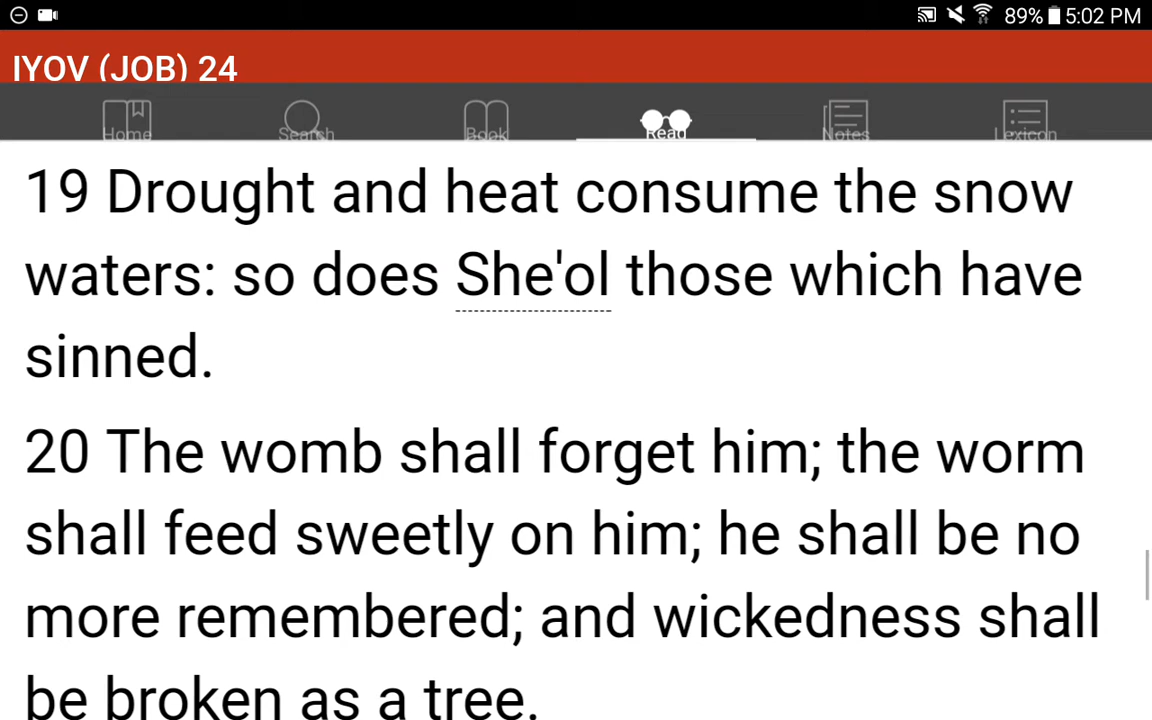 89% 5:02 PM
IYOV (JOB) 24
Home Search Book Read Notes Lexicon
19 Drought and heat consume the snow
waters: so does She'ol those which have
sinned.
20 The womb shall forget him; the worm
shall feed sweetly on him; he shall be no
more remembered; and wickedness shall
be broken as a tree.